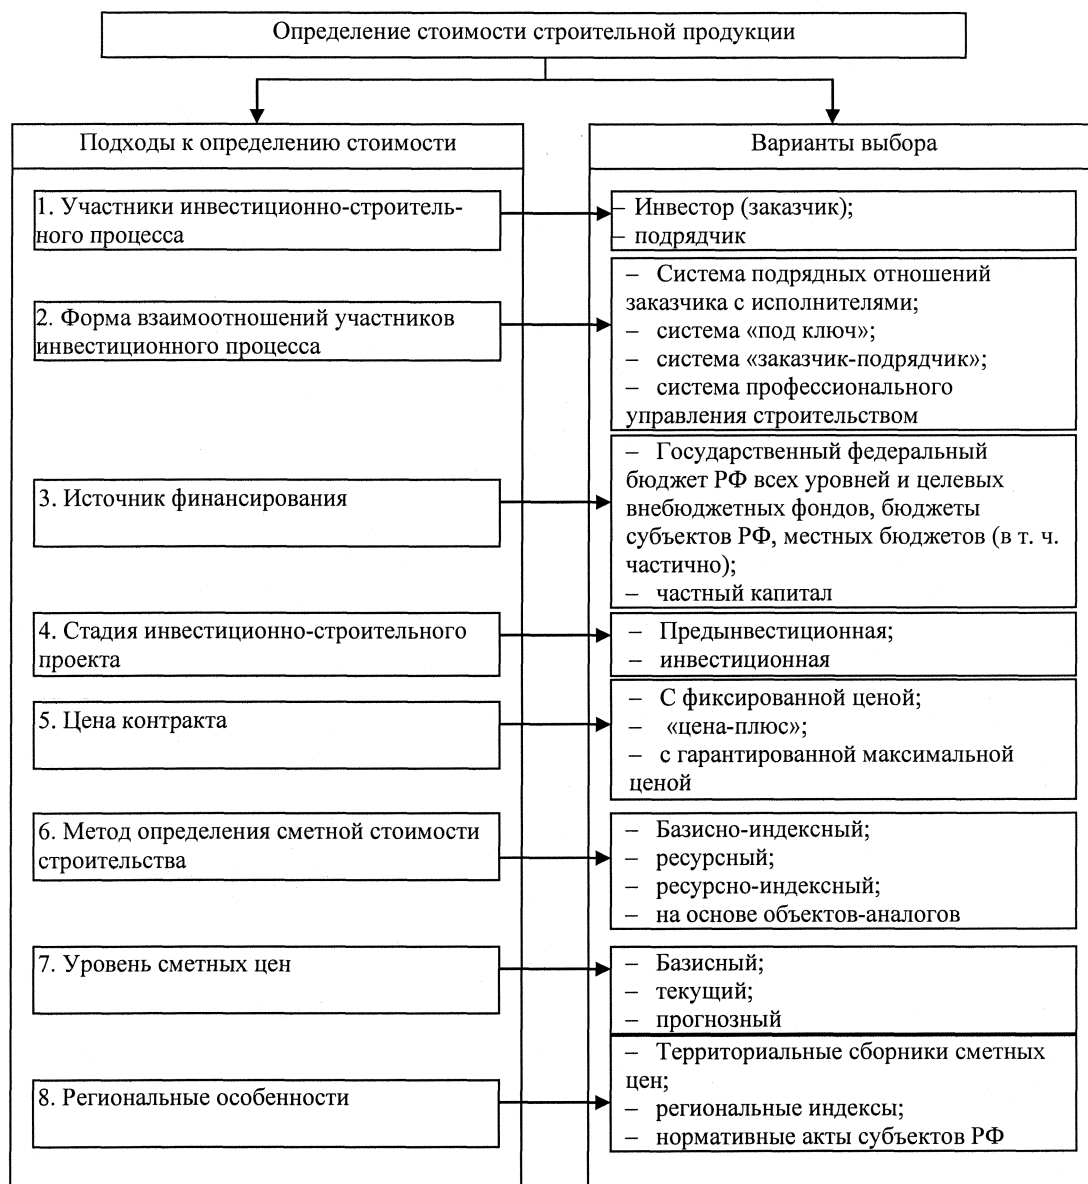 Определение стоимости строительной продукции
Подходы к определению стоимости
Варианты выбора
1. Участники инвестиционно-строитель-
ного процесса
– Инвестор (заказчик);
– подрядчик
2. Форма взаимоотношений участников
инвестиционного процесса
– Система подрядных отношений
заказчика с исполнителями;
– система «под ключ»;
– система «заказчик-подрядчик»;
– система профессионального
управления строительством
3. Источник финансирования
– Государственный федеральный
бюджет РФ всех уровней и целевых
внебюджетных фондов, бюджеты
субъектов РФ, местных бюджетов (в т. ч.
частично);
– частный капитал
4. Стадия инвестиционно-строительного
проекта
– Предынвестиционная;
– инвестиционная
5. Цена контракта
– С фиксированной ценой;
– «цена-плюс»;
– с гарантированной максимальной
ценой
6. Метод определения сметной стоимости
строительства
– Базисно-индексный;
– ресурсный;
– ресурсно-индексный;
– на основе объектов-аналогов
7. Уровень сметных цен
– Базисный;
– текущий;
– прогнозный
8. Региональные особенности
– Территориальные сборники сметных
цен;
– региональные индексы;
– нормативные акты субъектов РФ